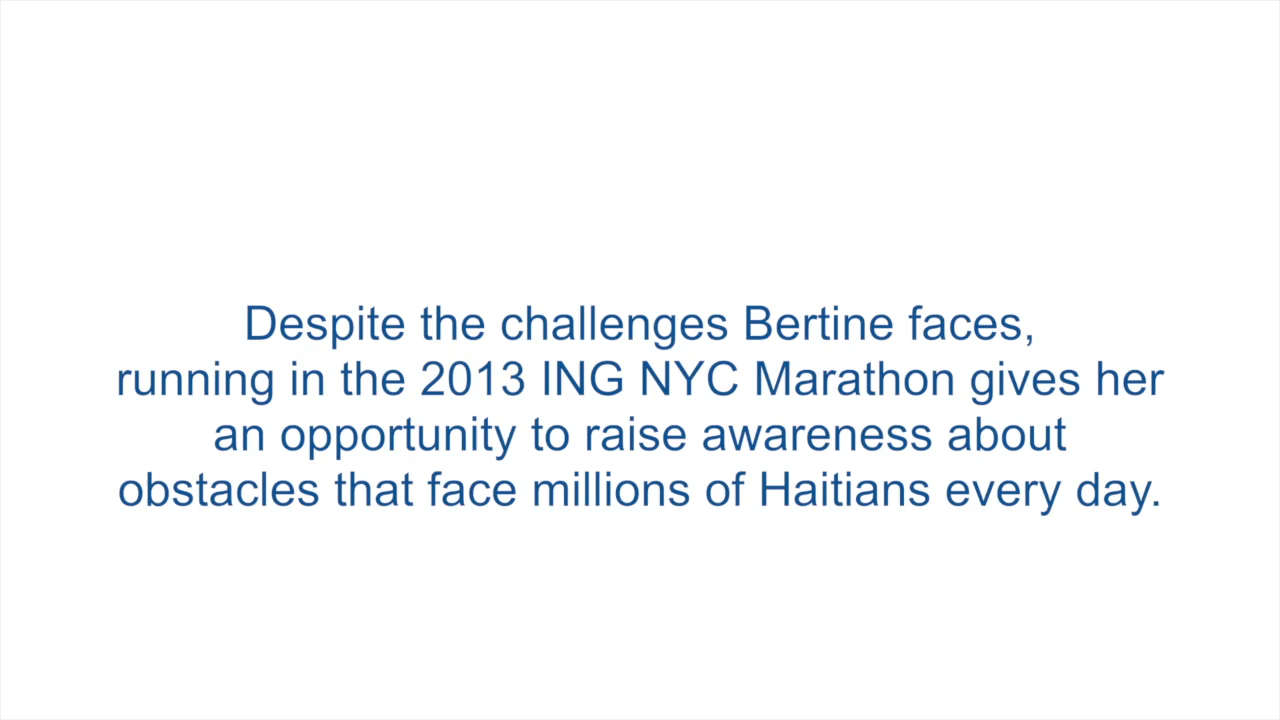 Despite the challenges Bertine faces,
running in the 2013 ING NYC Marathon gives her
an opportunity to raise awareness about
obstacles that face millions of Haitians every day.